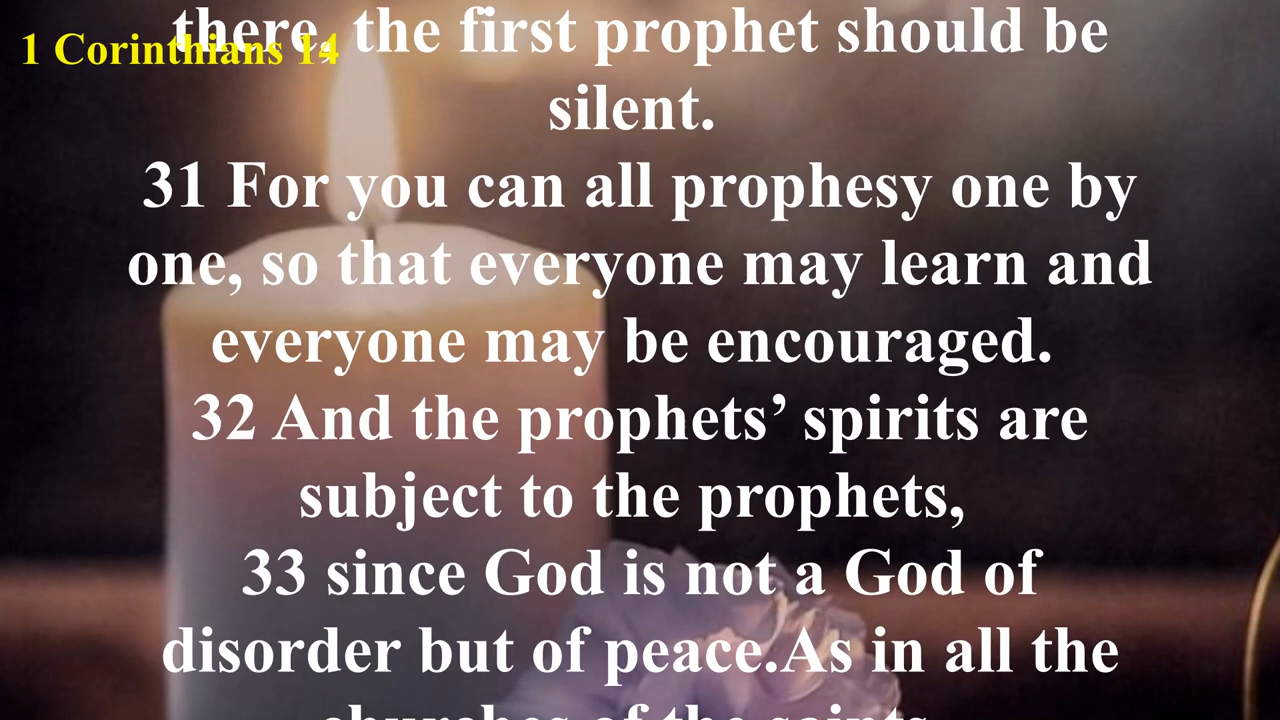 there, the first prophet should be
1 Corinthians 14
silent.
31 For you can all prophesy one by
one, so that everyone may learn and
everyone may be encouraged.
32 And the prophets’ spirits are
subject to the prophets,
33 since God is not a God of
disorder but of peace.As in all the
churches of the saints